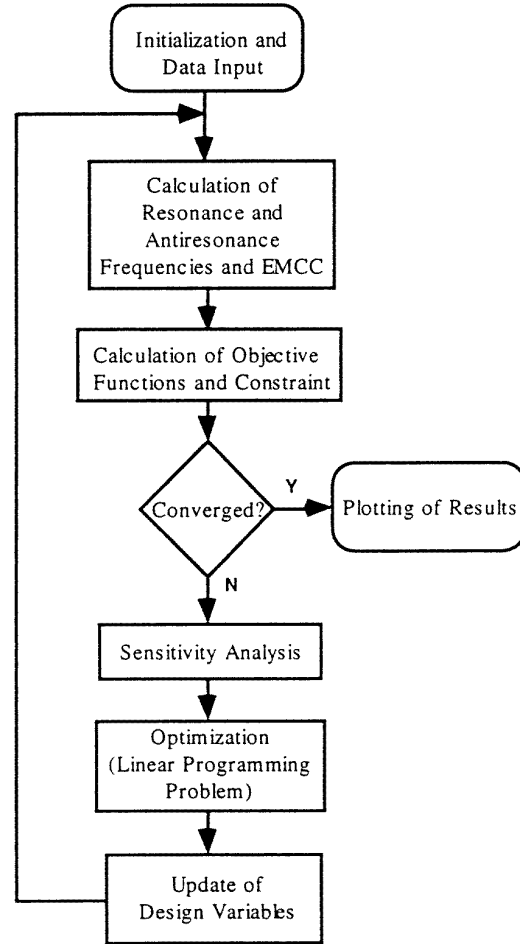 Initialization and
Data Input
Calculation of
Resonance and
Antiresonance
Frequencies and EMCC
Calculation of Objective
Functions and Constraint
Converged?
Y
Plotting of Results
N
Sensitivity Analysis
Optimization
(Linear Programming
Problem)
Update of
Design Variables